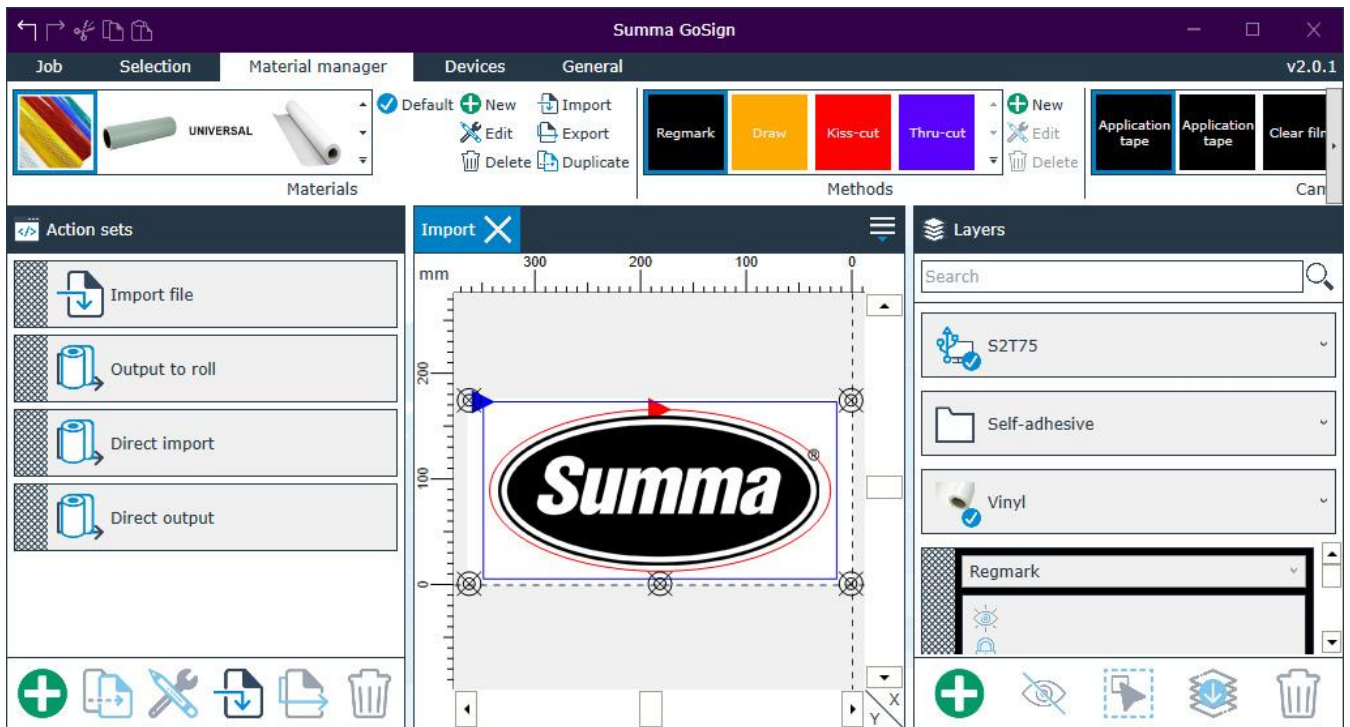 Summa GoSign
Job Selection Material manager Devices General v2.0.1
UNIVERSAL
Default New Import
Edit Export
Delete Duplicate
Materials
Regmark Draw Kiss-cut Thru-cut
New
Edit
Delete
Methods
Application tape
Application tape
Clear film
Cam
Action sets
Import file
Output to roll
Direct import
Direct output
Import
mm 300 200 100 0
200
100
0
Summa®
X
Y
Layers
Search
S2T75
Self-adhesive
Vinyl
Regmark